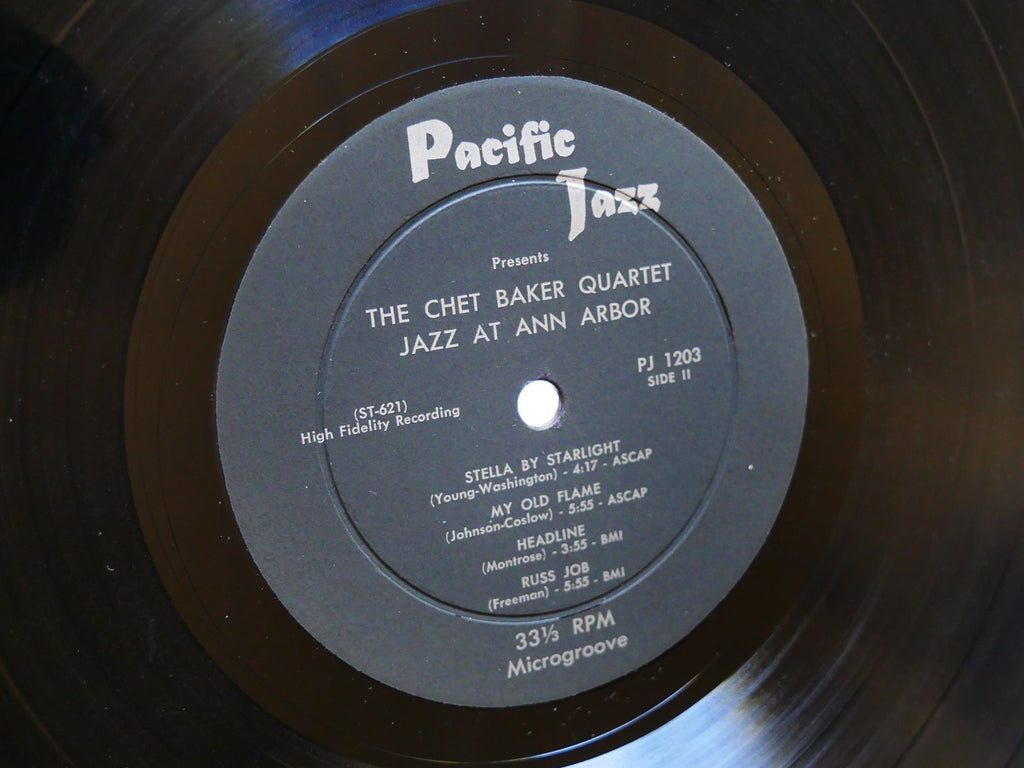 Pacific
Jazz
Presents
THE CHET BAKER QUARTET
JAZZ AT ANN ARBOR
PJ 1203
SIDE II
(ST-621)
High Fidelity Recording
STELLA BY STARLIGHT
(Young-Washington) - 4:17 - ASCAP
MY OLD FLAME
(Johnson-Coslow) - 5:55 - ASCAP
HEADLINE
(Montrose) - 3:55 - BMI
RUSS JOB
(Freeman) - 5:55 - BMI
33⅓ RPM
Microgroove